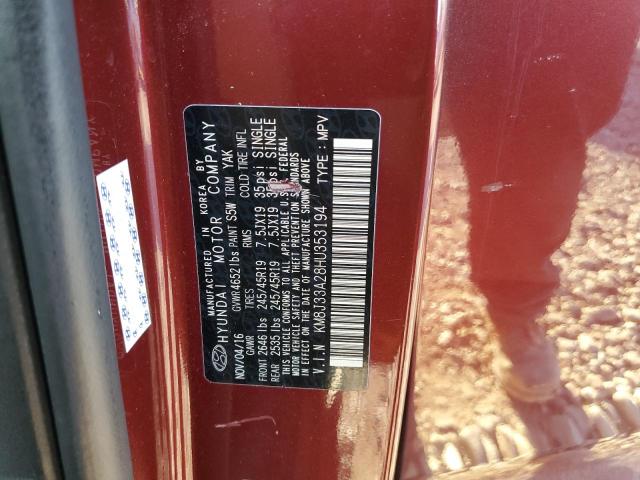 MANUFACTURED IN KOREA BY
HYUNDAI MOTOR COMPANY
NOV/04/16 GVWR 4652 lbs PAINT S5W TRIM YAK
GAWR TIRES RIMS COLD TIRE INFL
FRONT 2646 lbs 245/45R19 7.5JX19 35psi SINGLE
REAR 2535 lbs 245/45R19 7.5JX19 35psi SINGLE
THIS VEHICLE CONFORMS TO ALL APPLICABLE U.S. FEDERAL
MOTOR VEHICLE SAFETY AND THEFT PREVENTION STANDARDS
IN EFFECT ON THE DATE OF MANUFACTURE SHOWN ABOVE
V.I.N KM8J33A28HU353194 TYPE : MPV